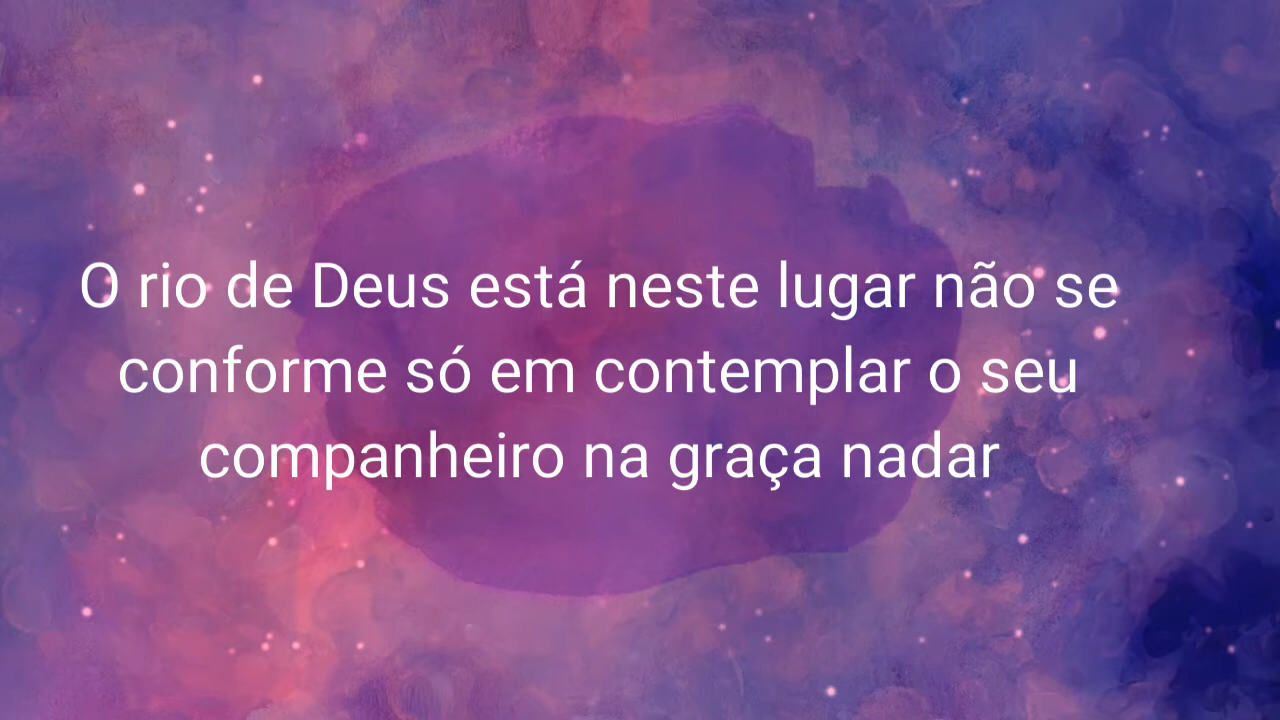 O rio de Deus está neste lugar não se
conforme só em contemplar o seu
companheiro na graça nadar